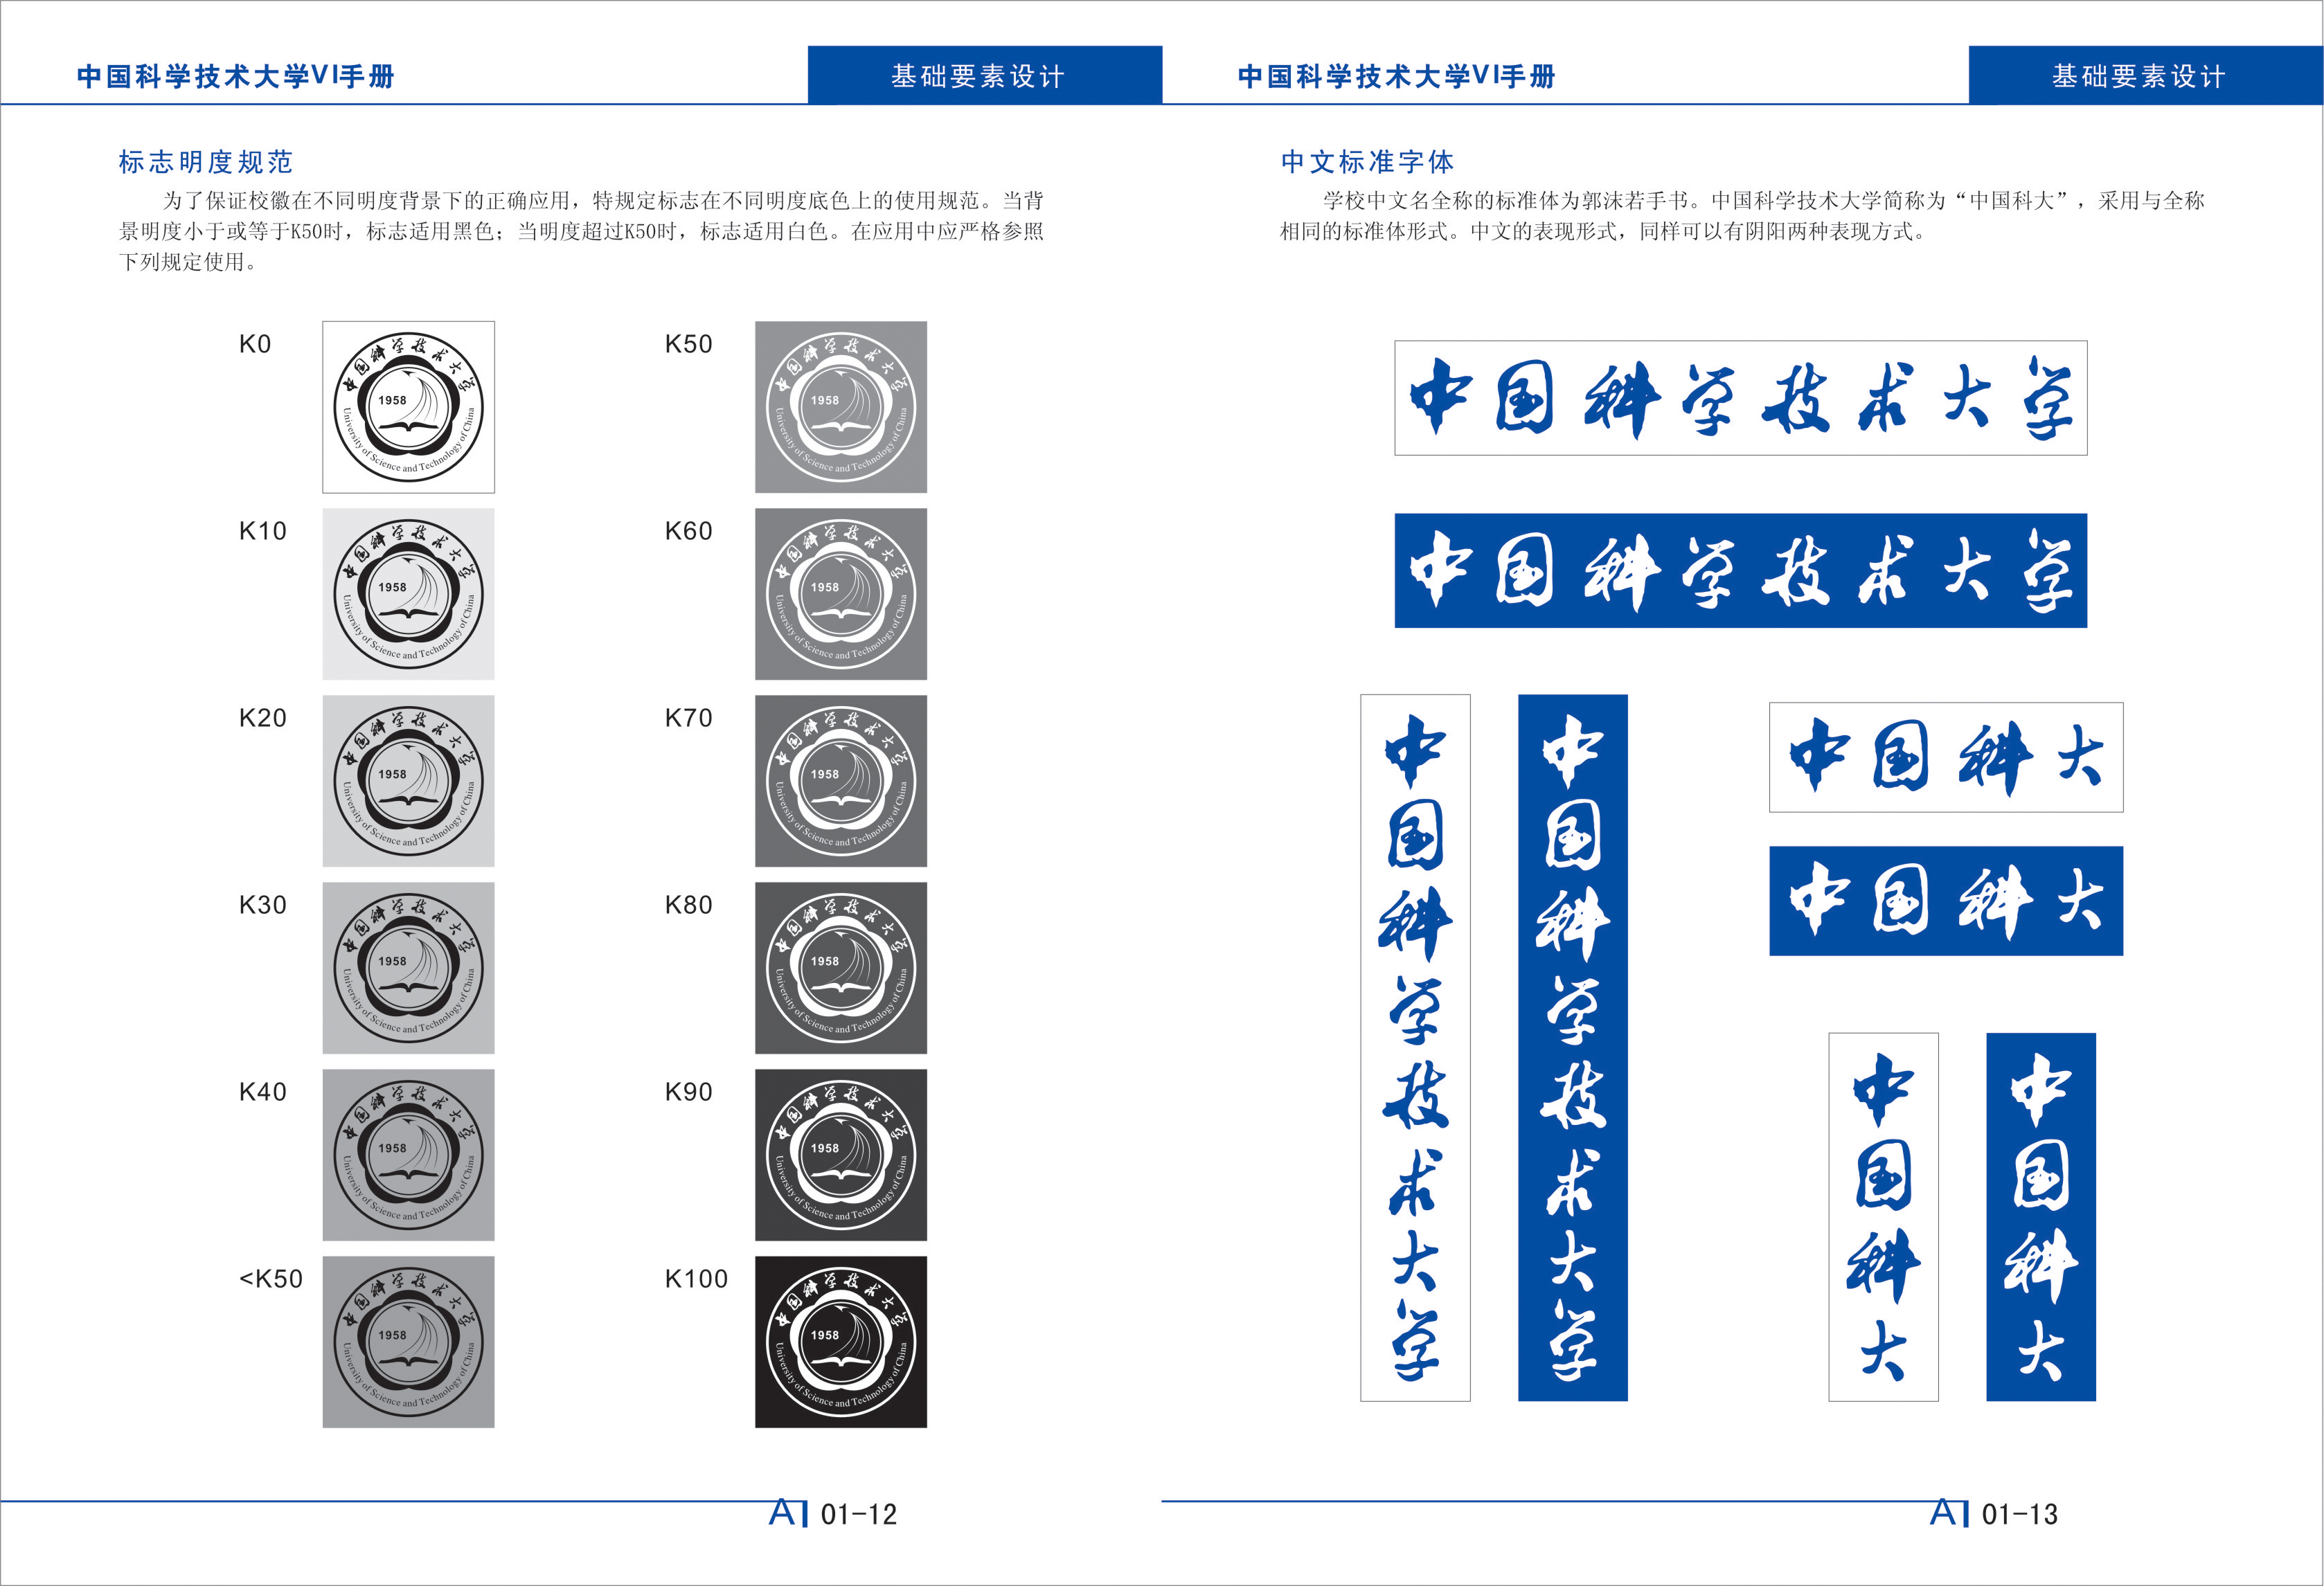 中国科学技术大学VI手册
基础要素设计
标志明度规范
为了保证校徽在不同明度背景下的正确应用，特规定标志在不同明度底色上的使用规范。当背
景明度小于或等于K50时，标志适用黑色；当明度超过K50时，标志适用白色。在应用中应严格参照
下列规定使用。
K0
中国科学技术大学
1958
University of Science and Technology of China
K10
中国科学技术大学
1958
University of Science and Technology of China
K20
中国科学技术大学
1958
University of Science and Technology of China
K30
中国科学技术大学
1958
University of Science and Technology of China
K40
中国科学技术大学
1958
University of Science and Technology of China
<K50
中国科学技术大学
1958
University of Science and Technology of China
K50
中国科学技术大学
1958
University of Science and Technology of China
K60
中国科学技术大学
1958
University of Science and Technology of China
K70
中国科学技术大学
1958
University of Science and Technology of China
K80
中国科学技术大学
1958
University of Science and Technology of China
K90
中国科学技术大学
1958
University of Science and Technology of China
K100
中国科学技术大学
1958
University of Science and Technology of China
A 01-12
中国科学技术大学VI手册
基础要素设计
中文标准字体
学校中文名全称的标准体为郭沫若手书。中国科学技术大学简称为“中国科大”，采用与全称
相同的标准体形式。中文的表现形式，同样可以有阴阳两种表现方式。
中国科学技术大学
中国科学技术大学
中国科学技术大学
中国科学技术大学
中国科大
中国科大
中国科大
中国科大
A 01-13